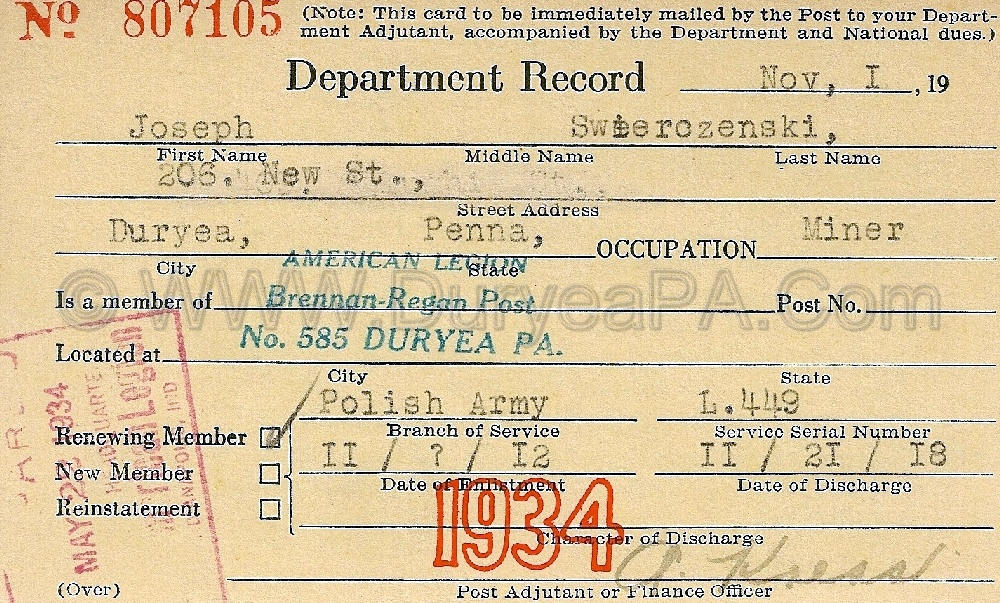 No. 807105
(Note: This card to be immediately mailed by the Post to your Depart-
ment Adjutant, accompanied by the Department and National dues.)
Department Record Nov, I , 19
Joseph Swierczenski,
First Name Middle Name Last Name
206. New St.,
Street Address
Duryea, Penna, OCCUPATION Miner
City State
AMERICAN LEGION
Is a member of Brennan-Regan Post Post No.
© WWW.DuryeaPA.Com
No. 585 DURYEA PA.
Located at
City State
Polish Army L.449
Branch of Service Service Serial Number
Renewing Member
II / ? / I2 II / 2I / I8
New Member
Date of Enlistment Date of Discharge
Reinstatement
1934
Character of Discharge
MAY 22 1934
(Over)
Post Adjutant or Finance Officer